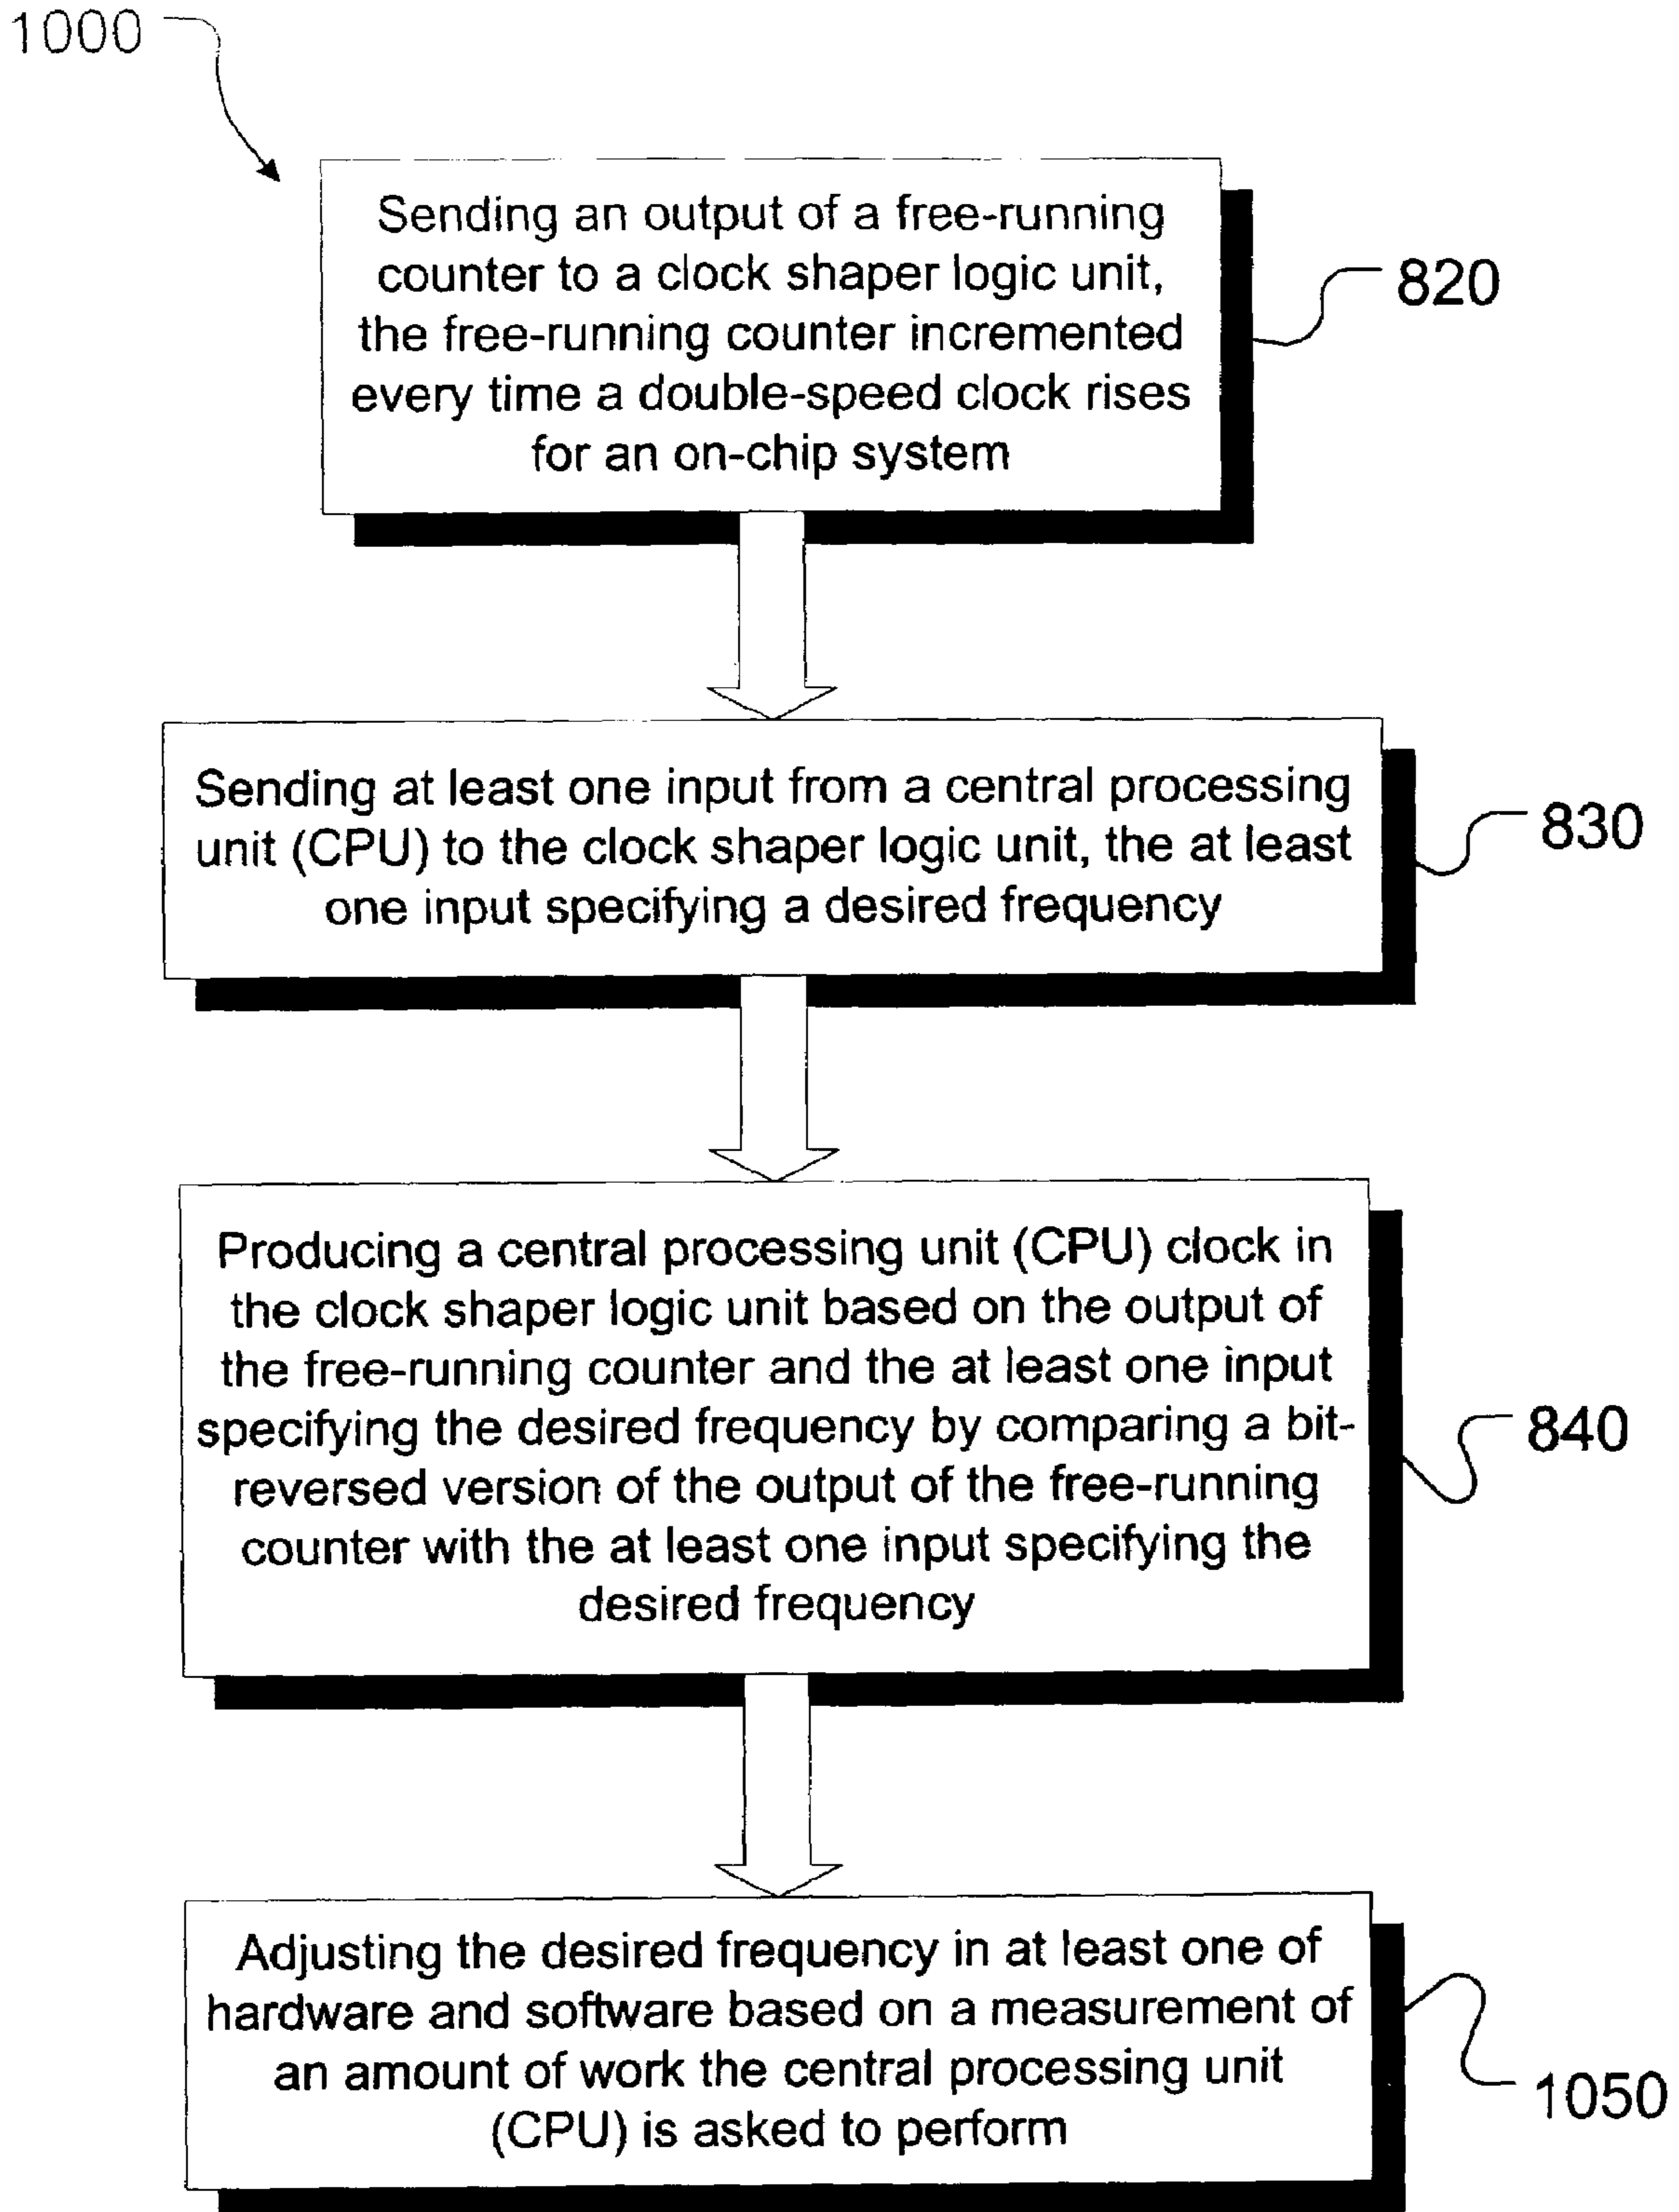 1000
Sending an output of a free-running
counter to a clock shaper logic unit,
the free-running counter incremented
every time a double-speed clock rises
for an on-chip system
820
Sending at least one input from a central processing
unit (CPU) to the clock shaper logic unit, the at least
one input specifying a desired frequency
830
Producing a central processing unit (CPU) clock in
the clock shaper logic unit based on the output of
the free-running counter and the at least one input
specifying the desired frequency by comparing a bit-
reversed version of the output of the free-running
counter with the at least one input specifying the
desired frequency
840
Adjusting the desired frequency in at least one of
hardware and software based on a measurement of
an amount of work the central processing unit
(CPU) is asked to perform
1050